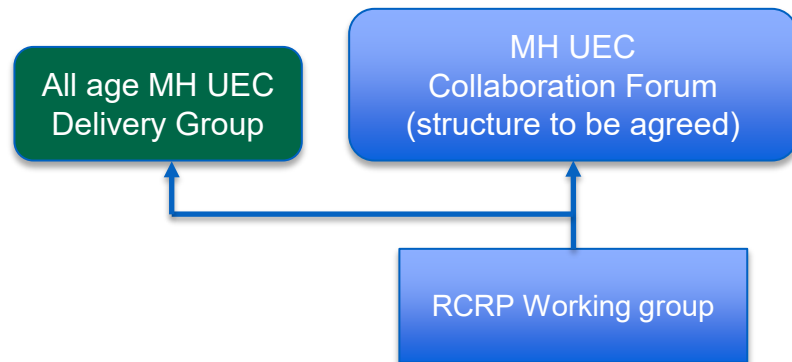 All age MH UEC
Delivery Group
MH UEC
Collaboration Forum
(structure to be agreed)
RCRP Working group